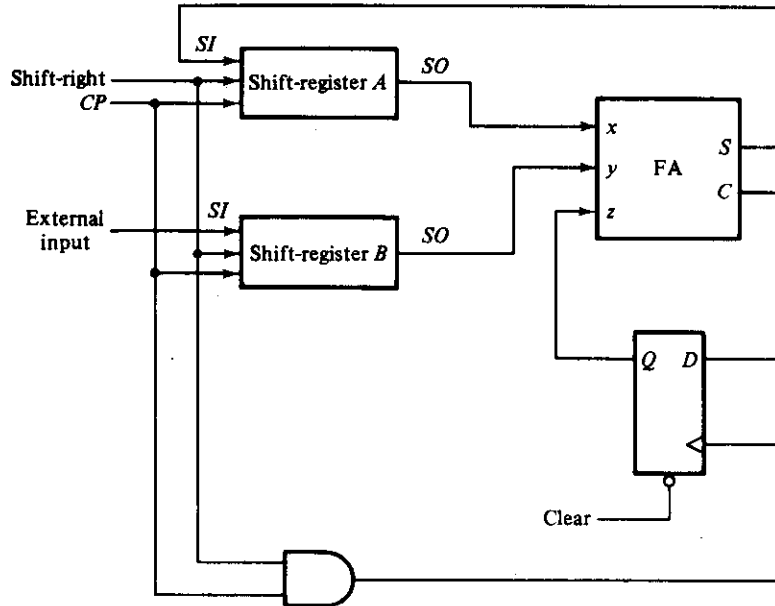 SI
Shift-right
CP
Shift-register A
SO
x
y
z
FA
S
C
External
input
SI
Shift-register B
SO
Q
D
Clear